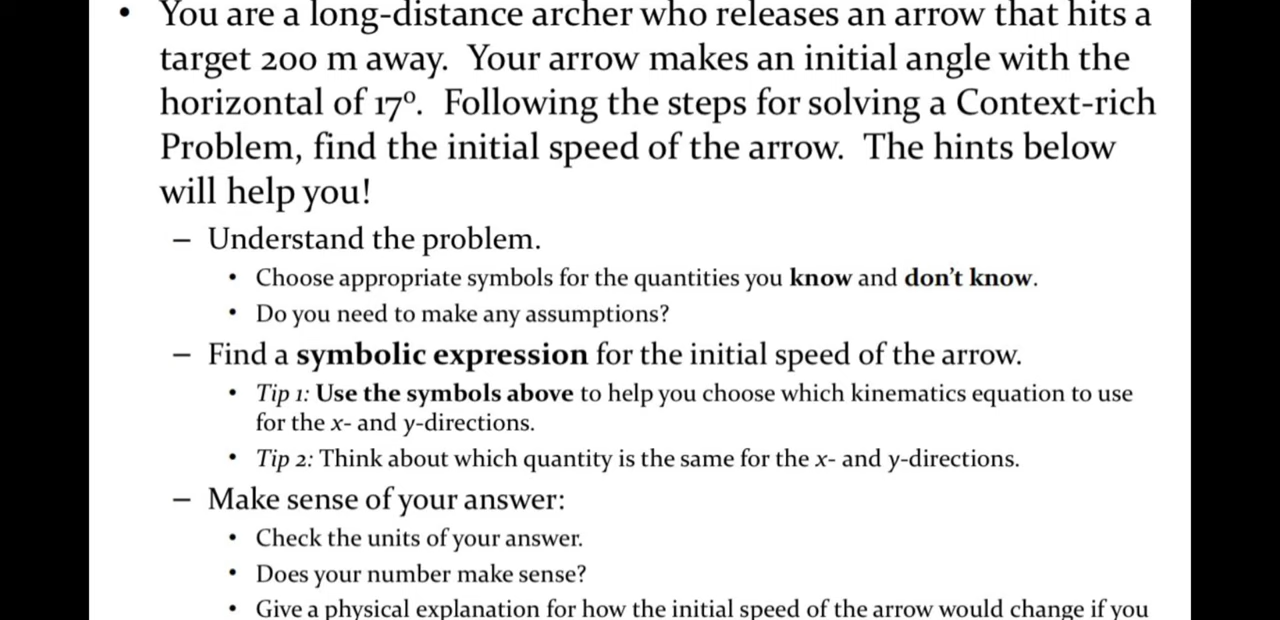 • You are a long-distance archer who releases an arrow that hits a
target 200 m away.  Your arrow makes an initial angle with the
horizontal of 17º.  Following the steps for solving a Context-rich
Problem, find the initial speed of the arrow.  The hints below
will help you!
– Understand the problem.
• Choose appropriate symbols for the quantities you know and don't know.
• Do you need to make any assumptions?
– Find a symbolic expression for the initial speed of the arrow.
• Tip 1: Use the symbols above to help you choose which kinematics equation to use
for the x- and y-directions.
• Tip 2: Think about which quantity is the same for the x- and y-directions.
– Make sense of your answer:
• Check the units of your answer.
• Does your number make sense?
• Give a physical explanation for how the initial speed of the arrow would change if you